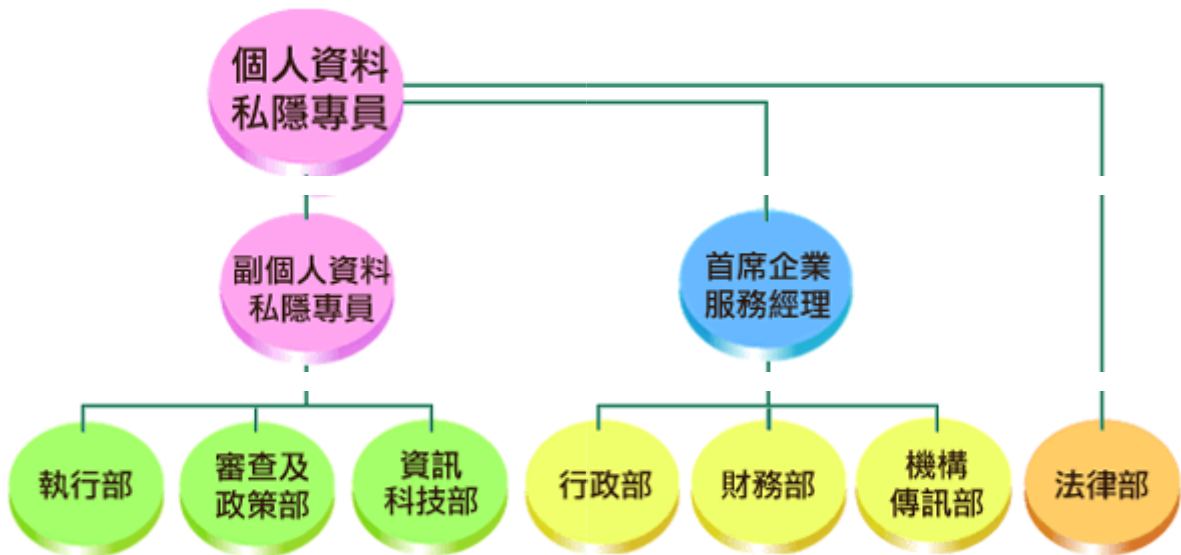 個人資料
私隱專員
副個人資料
私隱專員
首席企業
服務經理
執行部
審查及
政策部
資訊
科技部
行政部
財務部
機構
傳訊部
法律部